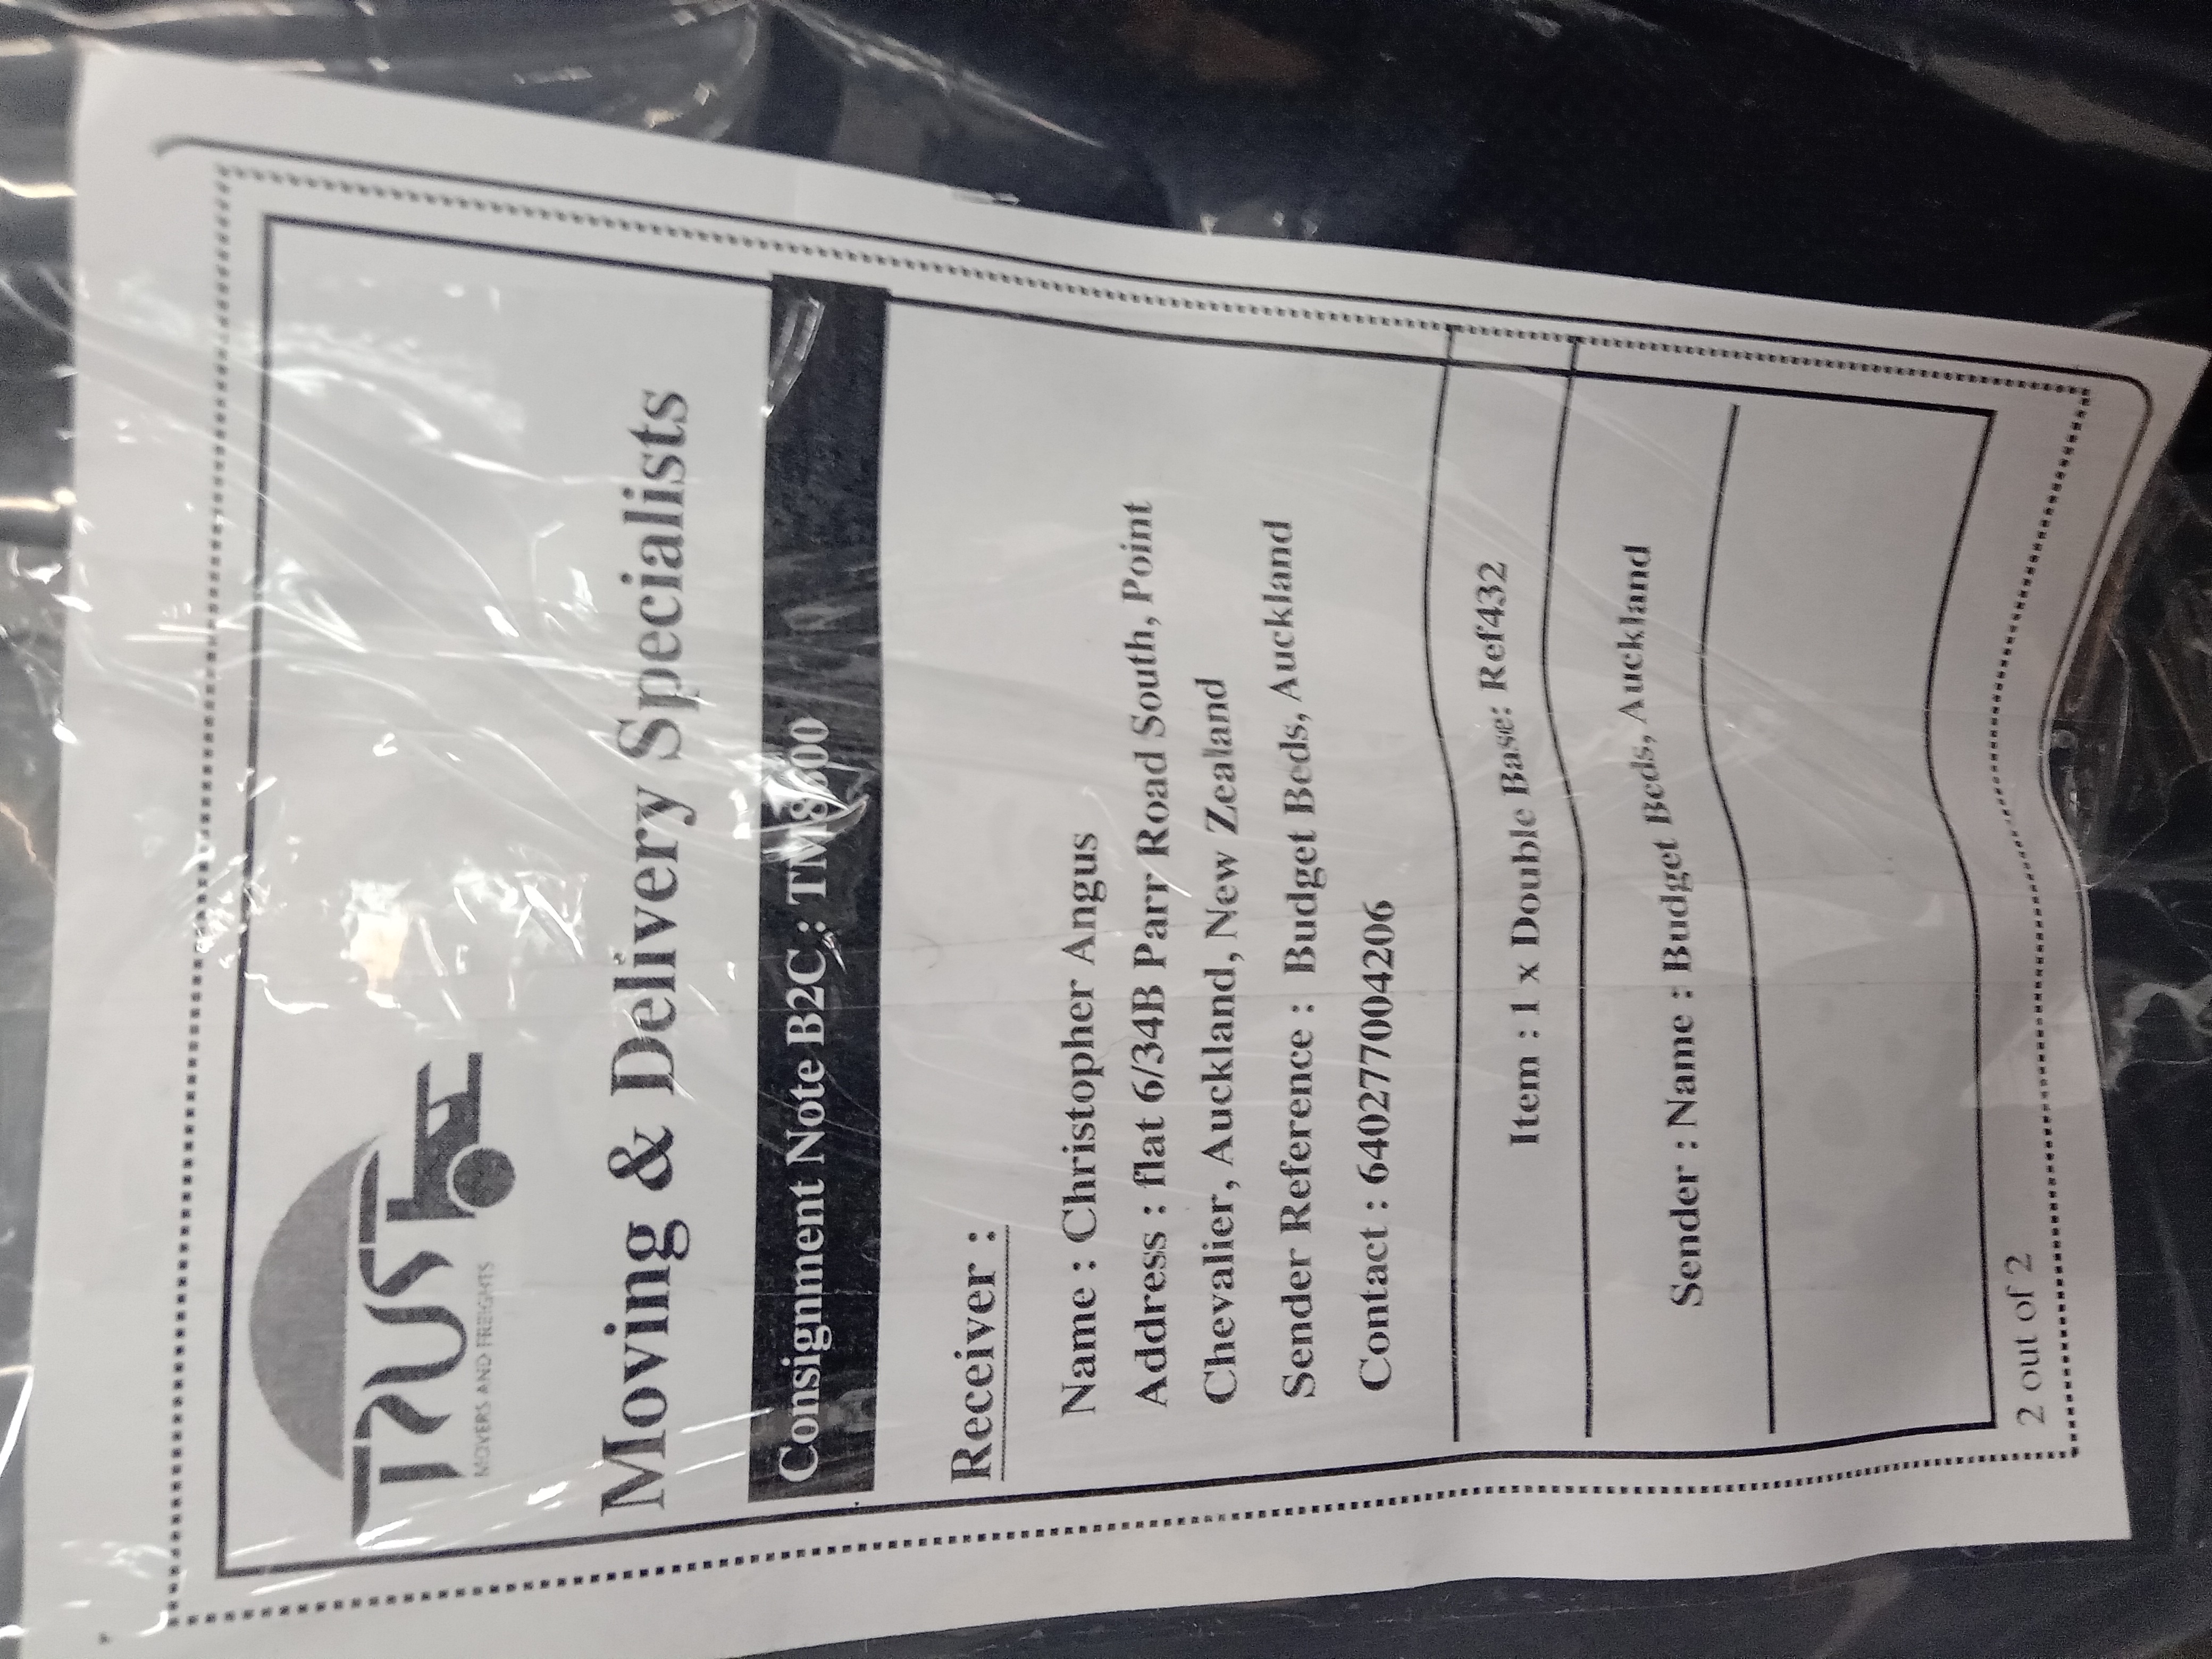 TRUST
MOVERS AND FREIGHTS
Moving & Delivery Specialists
Consignment Note B2C : TM8800
Receiver :
Name : Christopher Angus
Address : flat 6/34B Parr Road South, Point
Chevalier, Auckland, New Zealand
Sender Reference : Budget Beds, Auckland
Contact : 640277004206
Item : 1 x Double Base: Ref432
Sender : Name : Budget Beds, Auckland
2 out of 2